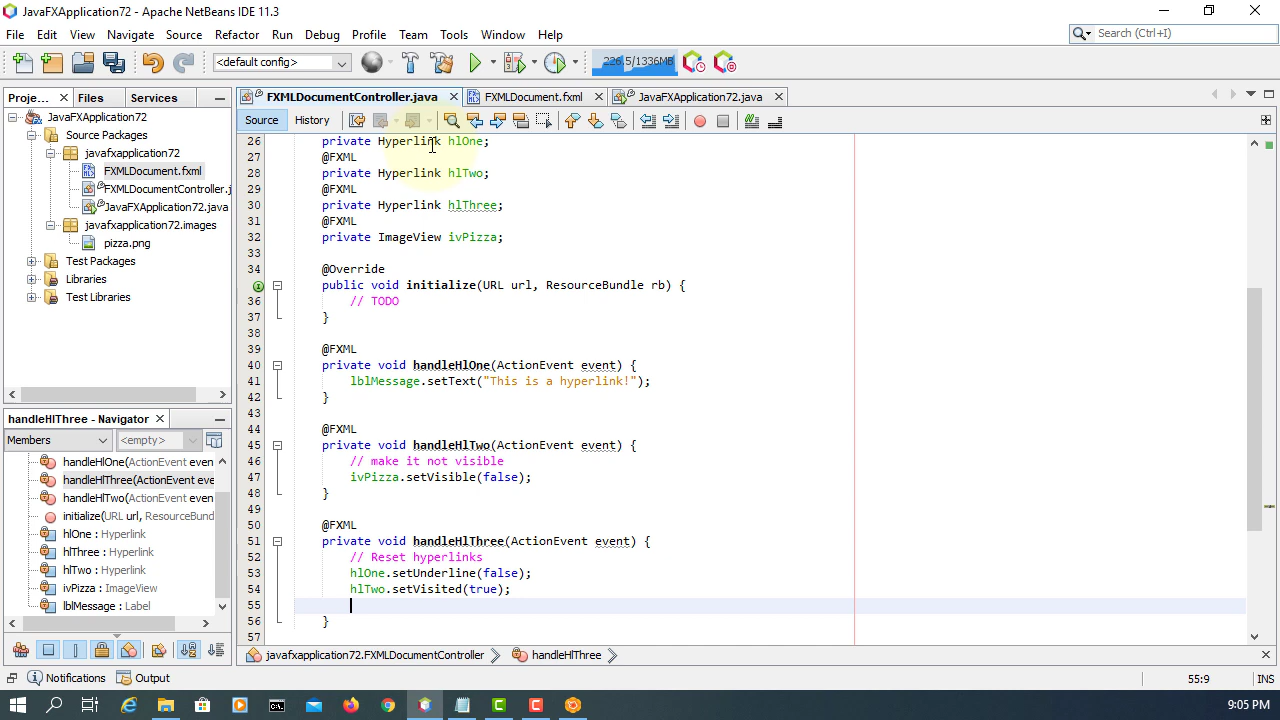 JavaFXApplication72 - Apache NetBeans IDE 11.3
File Edit View Navigate Source Refactor Run Debug Profile Team Tools Window Help
Search (Ctrl+I)
<default config>
226.5/1336MB
Proje... Files Services
FXMLDocumentController.java FXMLDocument.fxml JavaFXApplication72.java
Source History
JavaFXApplication72
Source Packages
javafxapplication72
FXMLDocument.fxml
FXMLDocumentController.j
JavaFXApplication72.java
javafxapplication72.images
pizza.png
Test Packages
Libraries
Test Libraries
26 private Hyperlink hlOne;
27 @FXML
28 private Hyperlink hlTwo;
29 @FXML
30 private Hyperlink hlThree;
31 @FXML
32 private ImageView ivPizza;
33
34 @Override
35 public void initialize(URL url, ResourceBundle rb) {
36 // TODO
37 }
38
39 @FXML
40 private void handleHlOne(ActionEvent event) {
41 lblMessage.setText("This is a hyperlink!");
42 }
43
44 @FXML
45 private void handleHlTwo(ActionEvent event) {
46 // make it not visible
47 ivPizza.setVisible(false);
48 }
49
50 @FXML
51 private void handleHlThree(ActionEvent event) {
52 // Reset hyperlinks
53 hlOne.setUnderline(false);
54 hlTwo.setVisited(true);
55
56 }
57
handleHlThree - Navigator
Members <empty>
handleHlOne(ActionEvent even
handleHlThree(ActionEvent eve
handleHlTwo(ActionEvent even
initialize(URL url, ResourceBund
hlOne : Hyperlink
hlThree : Hyperlink
hlTwo : Hyperlink
ivPizza : ImageView
lblMessage : Label
javafxapplication72.FXMLDocumentController handleHlThree
Notifications Output
55:9 INS
9:05 PM